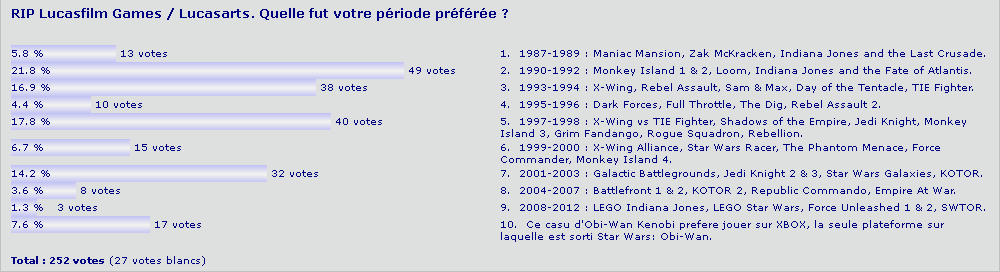 RIP Lucasfilm Games / Lucasarts. Quelle fut votre période préférée ?
5.8 % 13 votes 1. 1987-1989 : Maniac Mansion, Zak McKracken, Indiana Jones and the Last Crusade.
21.8 % 49 votes 2. 1990-1992 : Monkey Island 1 & 2, Loom, Indiana Jones and the Fate of Atlantis.
16.9 % 38 votes 3. 1993-1994 : X-Wing, Rebel Assault, Sam & Max, Day of the Tentacle, TIE Fighter.
4.4 % 10 votes 4. 1995-1996 : Dark Forces, Full Throttle, The Dig, Rebel Assault 2.
17.8 % 40 votes 5. 1997-1998 : X-Wing vs TIE Fighter, Shadows of the Empire, Jedi Knight, Monkey
Island 3, Grim Fandango, Rogue Squadron, Rebellion.
6.7 % 15 votes 6. 1999-2000 : X-Wing Alliance, Star Wars Racer, The Phantom Menace, Force
Commander, Monkey Island 4.
14.2 % 32 votes 7. 2001-2003 : Galactic Battlegrounds, Jedi Knight 2 & 3, Star Wars Galaxies, KOTOR.
3.6 % 8 votes 8. 2004-2007 : Battlefront 1 & 2, KOTOR 2, Republic Commando, Empire At War.
1.3 % 3 votes 9. 2008-2012 : LEGO Indiana Jones, LEGO Star Wars, Force Unleashed 1 & 2, SWTOR.
7.6 % 17 votes 10. Ce casu d'Obi-Wan Kenobi prefere jouer sur XBOX, la seule plateforme sur
laquelle est sorti Star Wars: Obi-Wan.
Total : 252 votes (27 votes blancs)